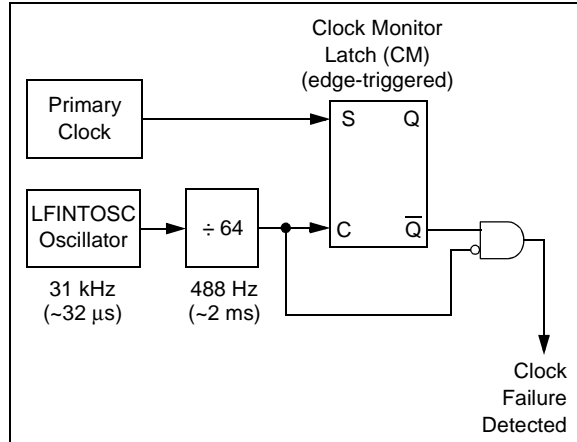 Clock Monitor
Latch (CM)
(edge-triggered)
Primary
Clock
S
Q
LFINTOSC
Oscillator
÷ 64
C
Q̅
31 kHz
(~32 μs)
488 Hz
(~2 ms)
Clock
Failure
Detected